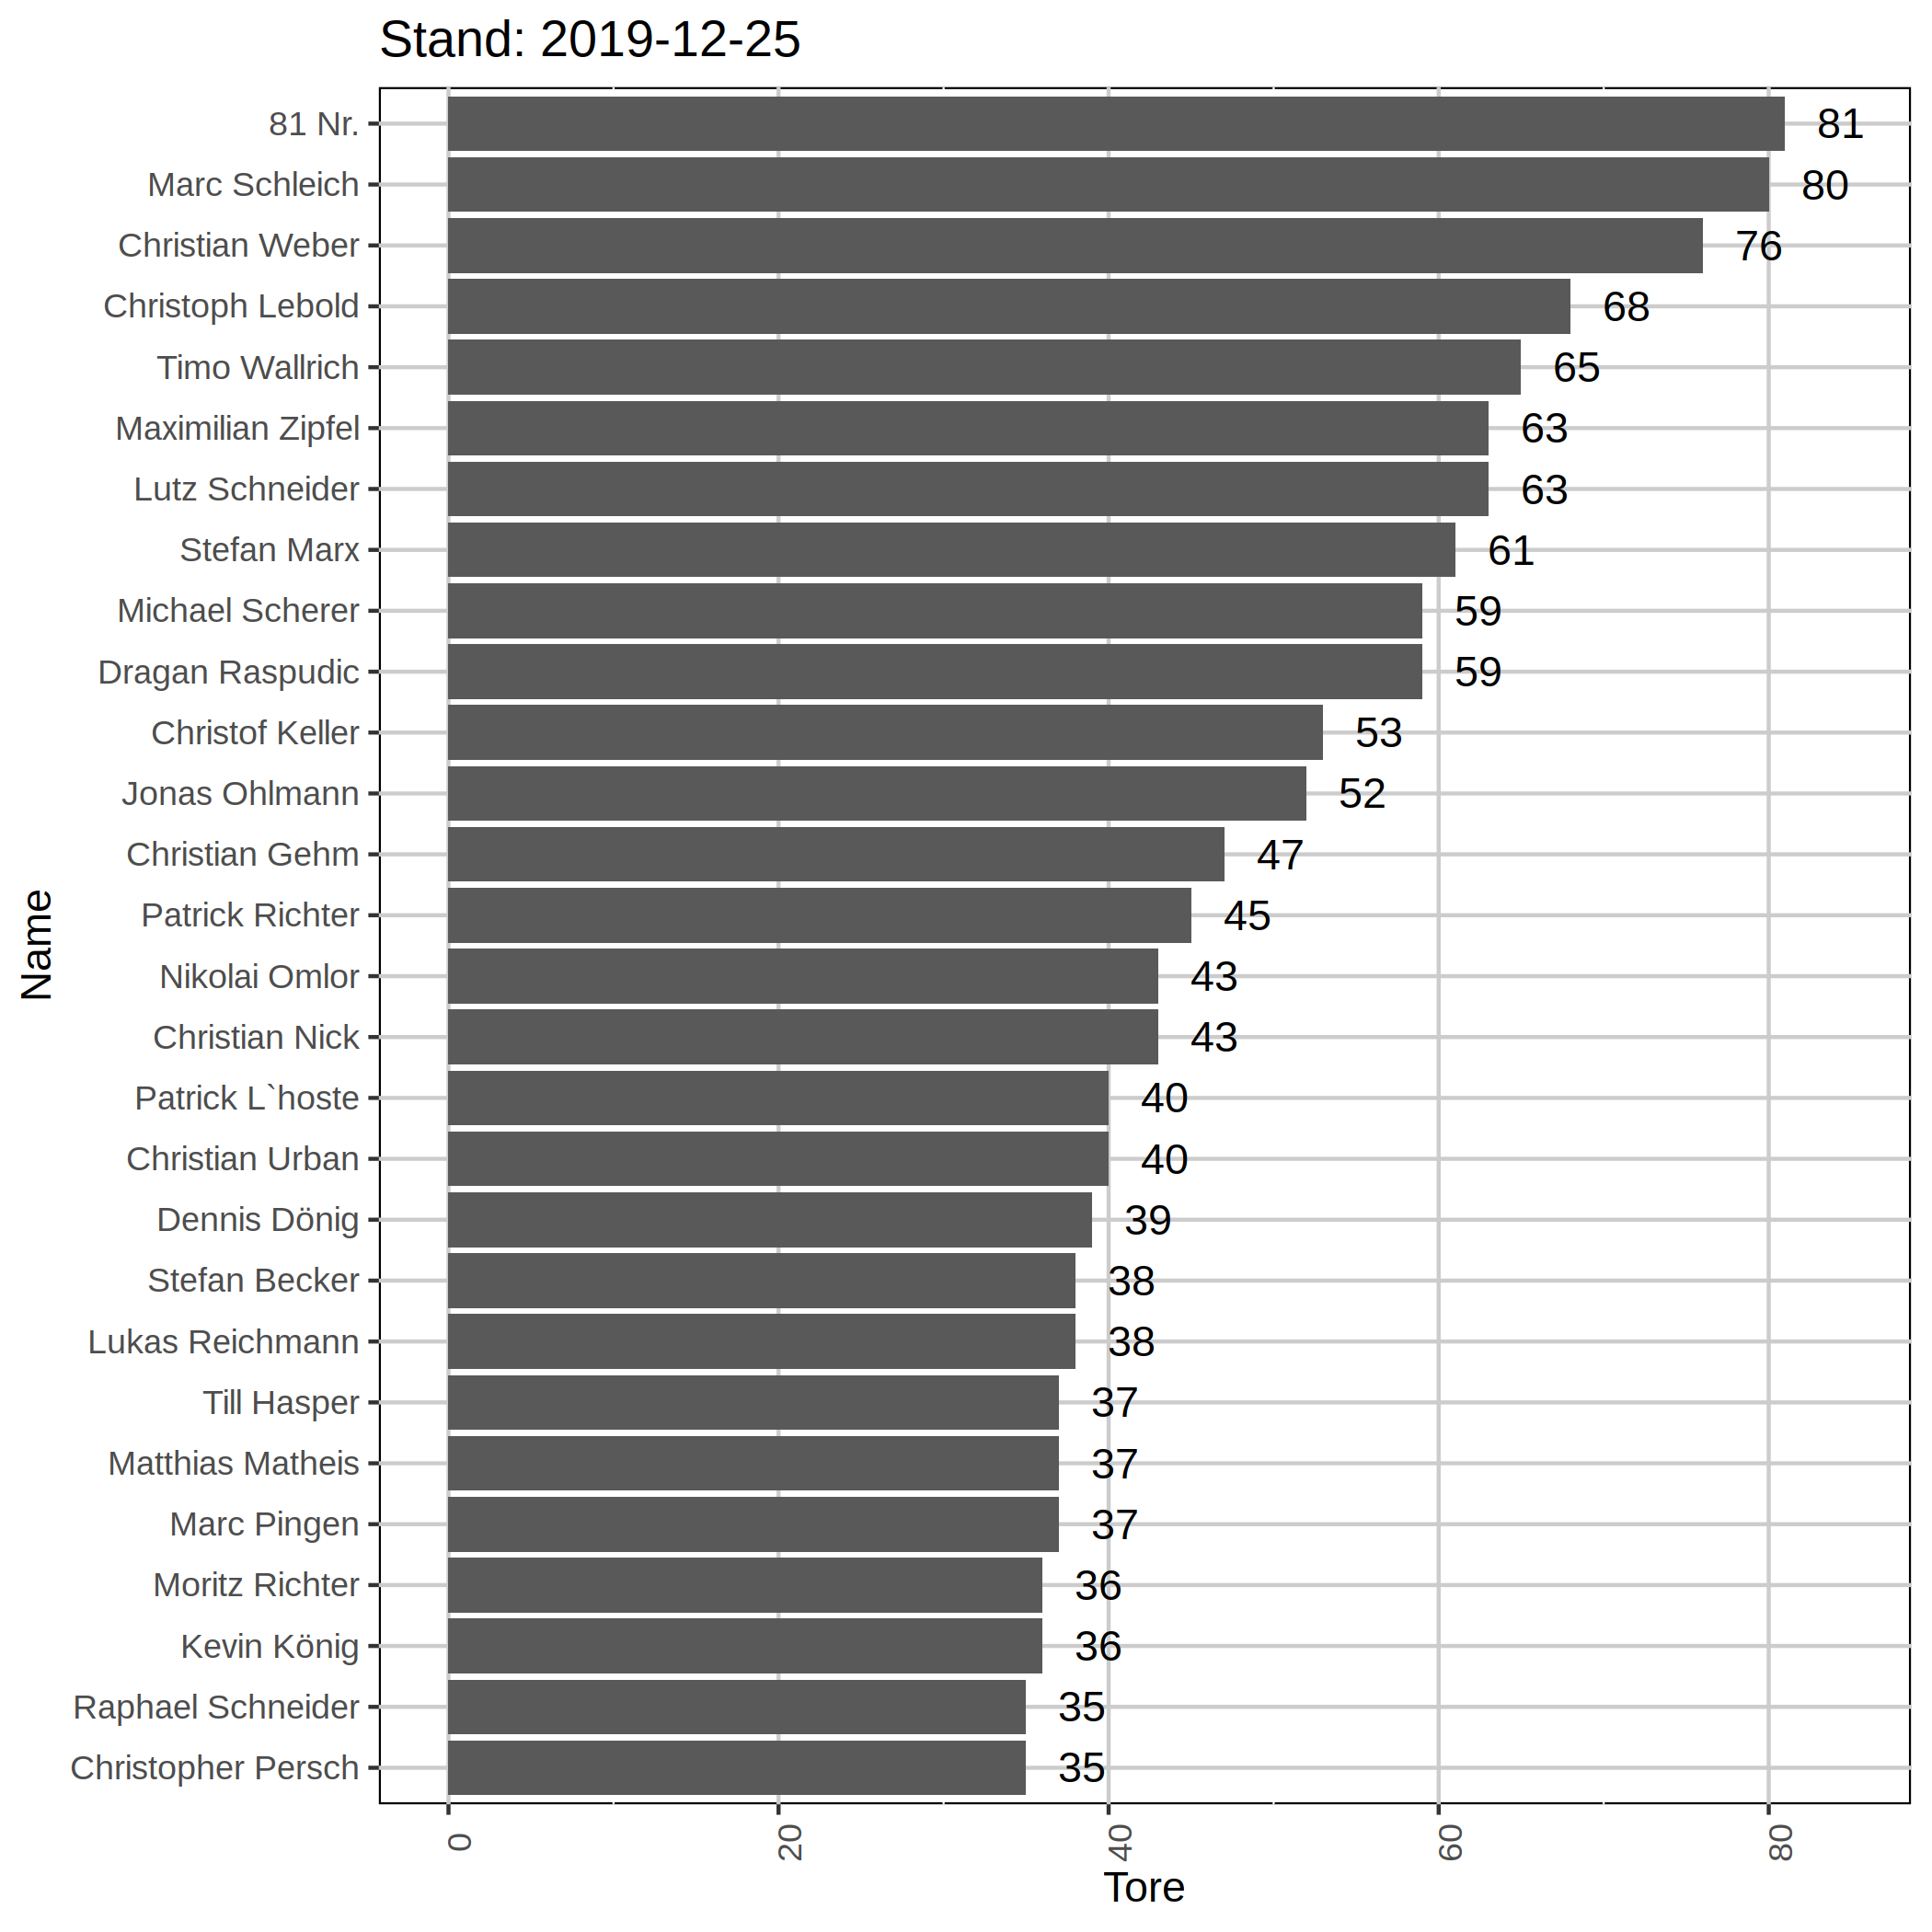 Stand: 2019-12-25
81 Nr. 81
Marc Schleich 80
Christian Weber 76
Christoph Lebold 68
Timo Wallrich 65
Maximilian Zipfel 63
Lutz Schneider 63
Stefan Marx 61
Michael Scherer 59
Dragan Raspudic 59
Christof Keller 53
Jonas Ohlmann 52
Christian Gehm 47
Patrick Richter 45
Nikolai Omlor 43
Christian Nick 43
Patrick L`hoste 40
Christian Urban 40
Dennis Dönig 39
Stefan Becker 38
Lukas Reichmann 38
Till Hasper 37
Matthias Matheis 37
Marc Pingen 37
Moritz Richter 36
Kevin König 36
Raphael Schneider 35
Christopher Persch 35
Name
0 20 40 60 80
Tore